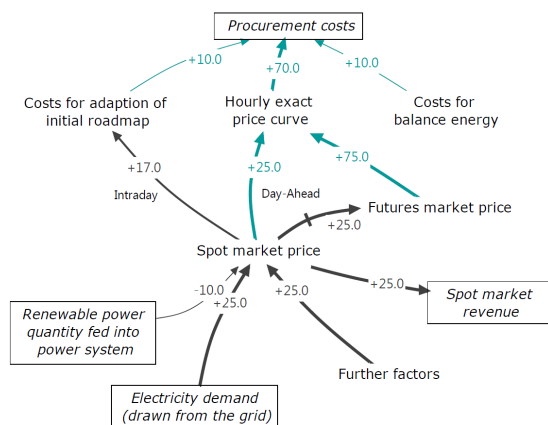 Procurement costs
+10.0
+70.0
+10.0
Costs for adaption of
initial roadmap
Hourly exact
price curve
Costs for
balance energy
+17.0
+25.0
+75.0
Intraday
Day-Ahead
Futures market price
+25.0
Spot market price
-10.0
+25.0
+25.0
+25.0
Renewable power
quantity fed into
power system
Spot market
revenue
Further factors
Electricity demand
(drawn from the grid)